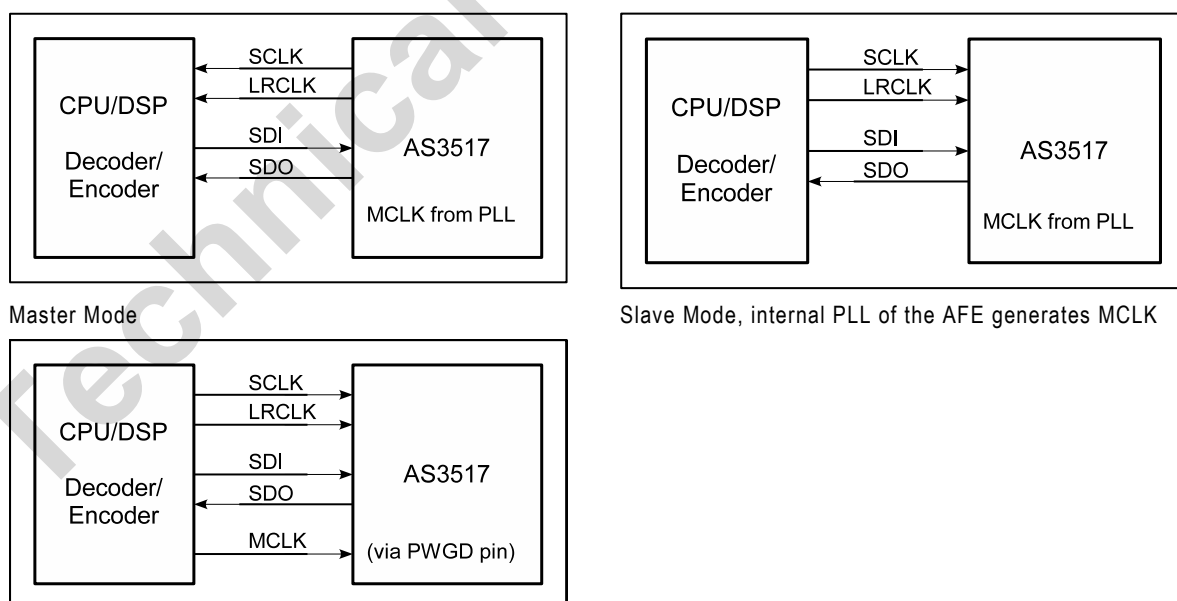 SCLK
LRCLK
CPU/DSP
SDI
AS3517
Decoder/
SDO
Encoder
MCLK from PLL
Master Mode
SCLK
LRCLK
CPU/DSP
SDI
AS3517
Decoder/
SDO
Encoder
MCLK from PLL
Slave Mode, internal PLL of the AFE generates MCLK
SCLK
LRCLK
CPU/DSP
SDI
AS3517
Decoder/
SDO
Encoder
MCLK
(via PWGD pin)
Technical